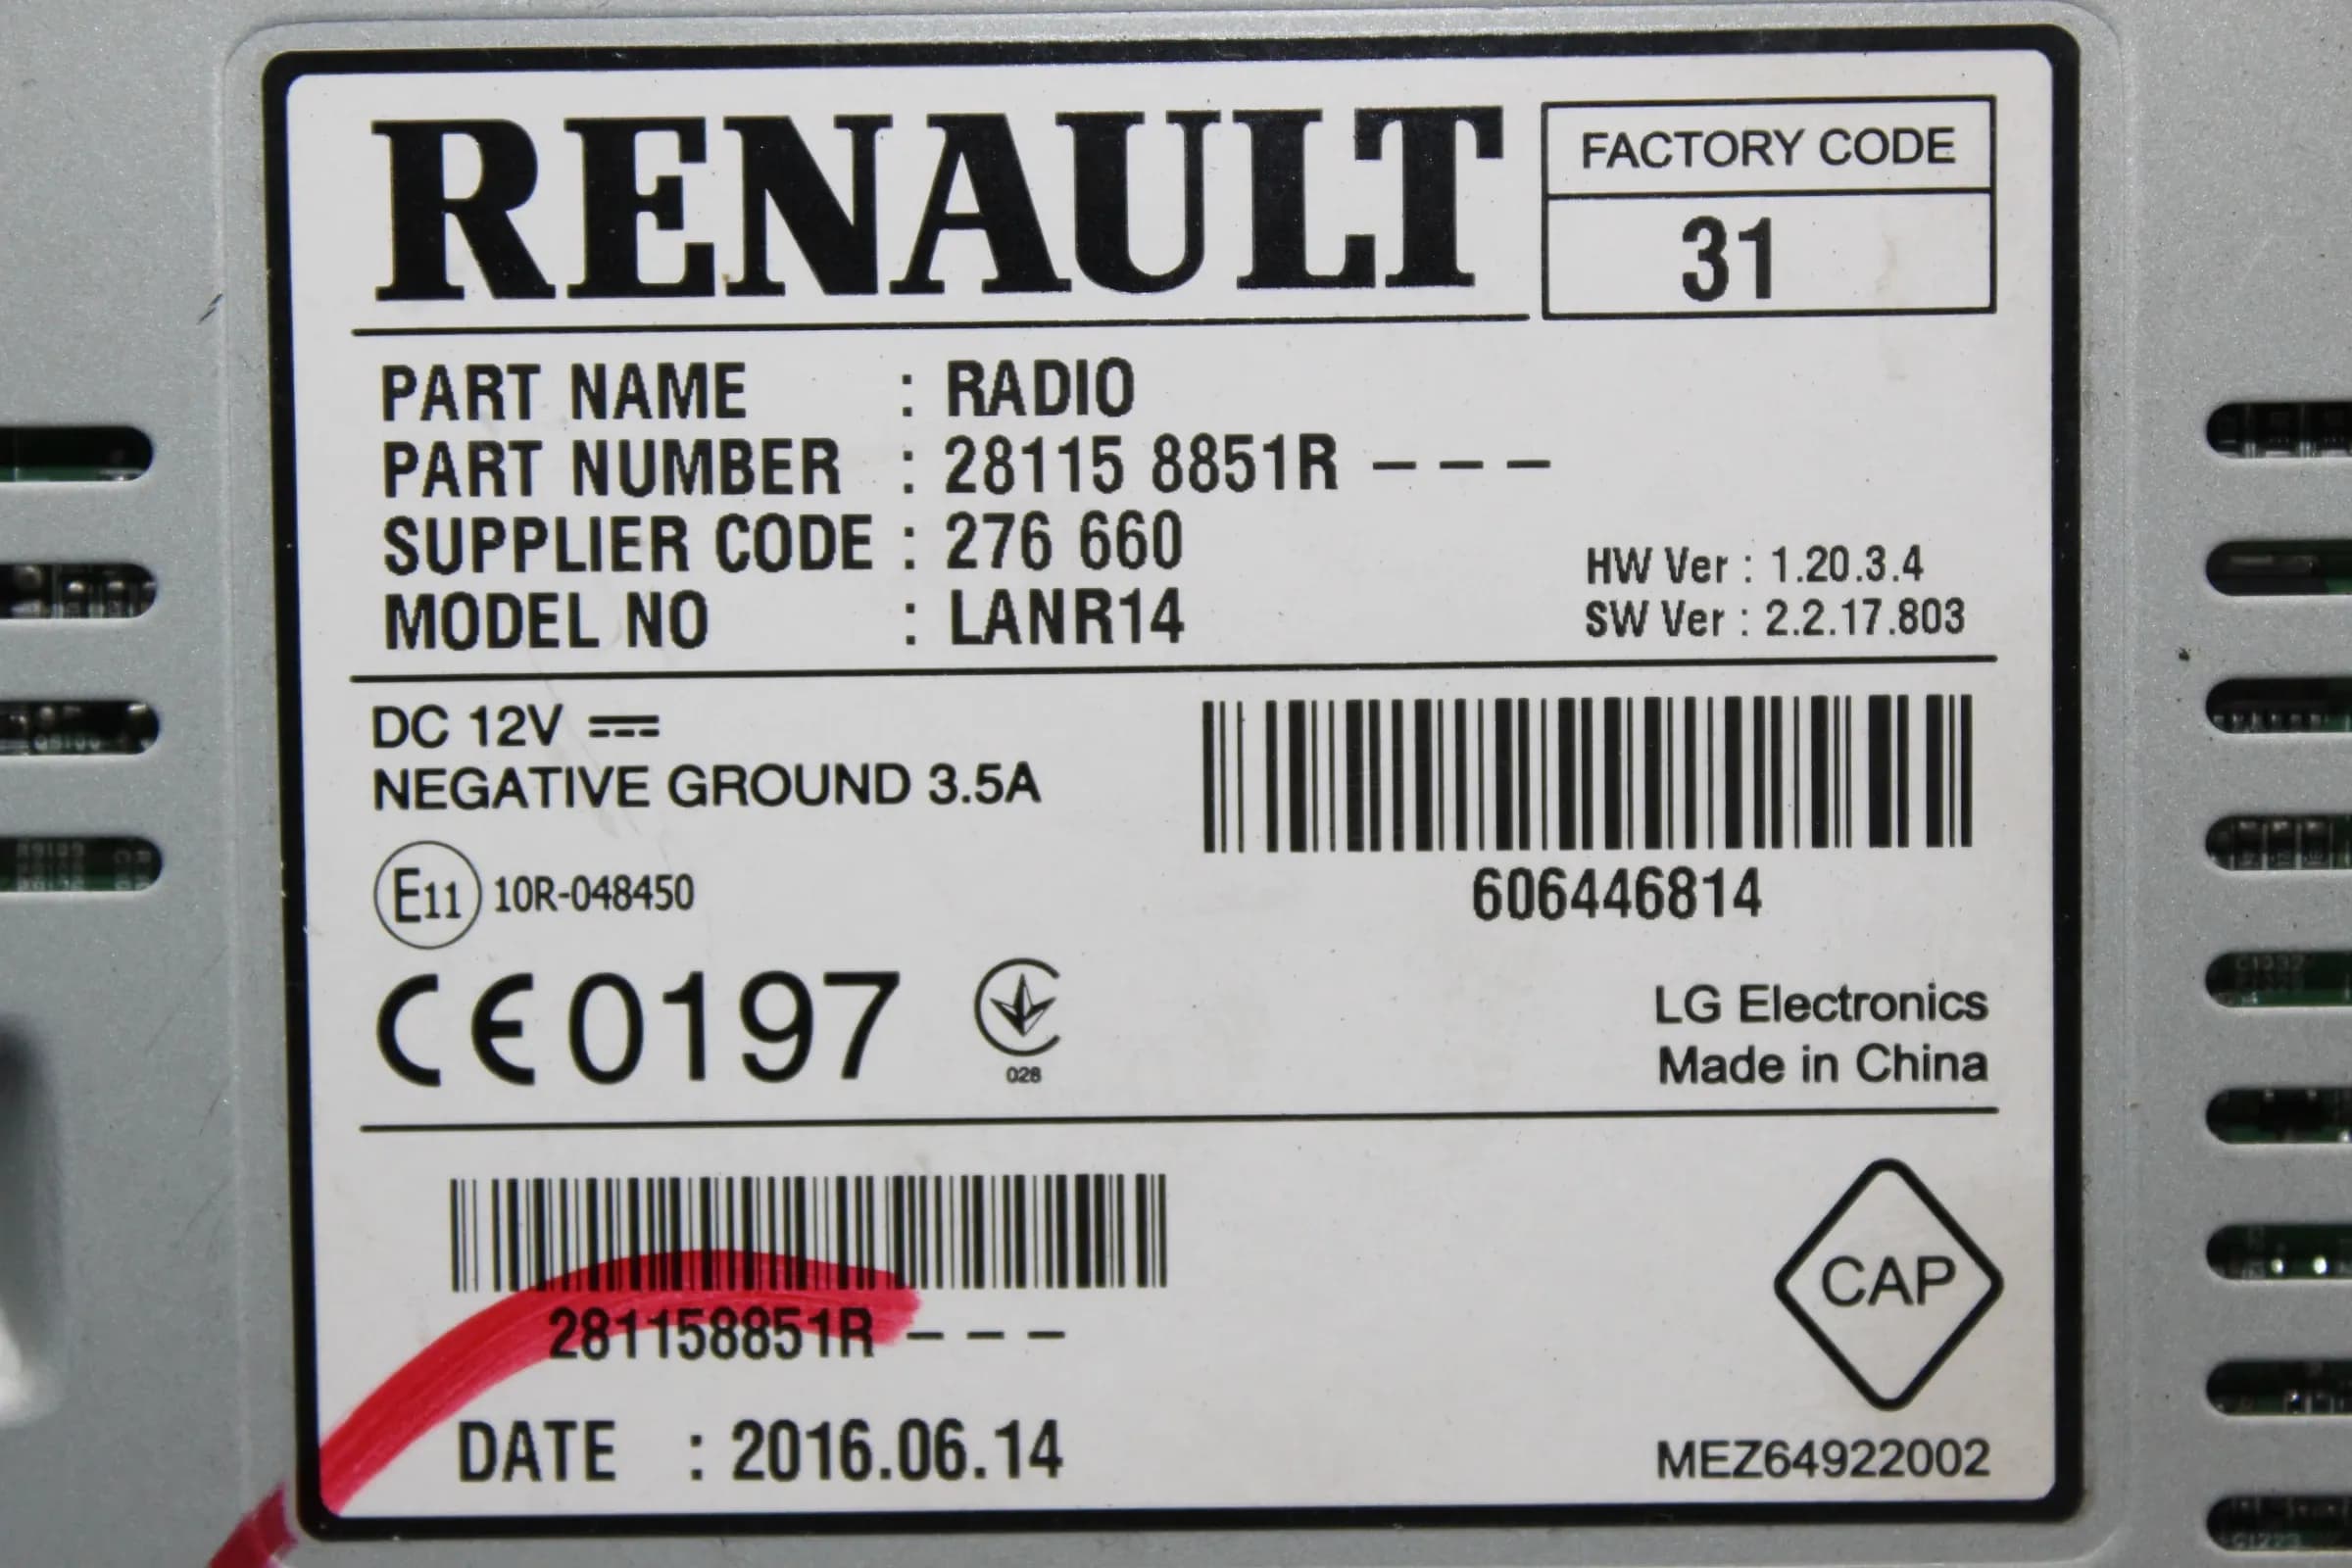 RENAULT
FACTORY CODE
31
PART NAME : RADIO
PART NUMBER : 28115 8851R – – –
SUPPLIER CODE : 276 660
MODEL NO : LANR14
HW Ver : 1.20.3.4
SW Ver : 2.2.17.803
DC 12V
NEGATIVE GROUND 3.5A
E11 10R-048450
606446814
CE 0197
028
LG Electronics
Made in China
281158851R – – –
CAP
DATE : 2016.06.14
MEZ64922002